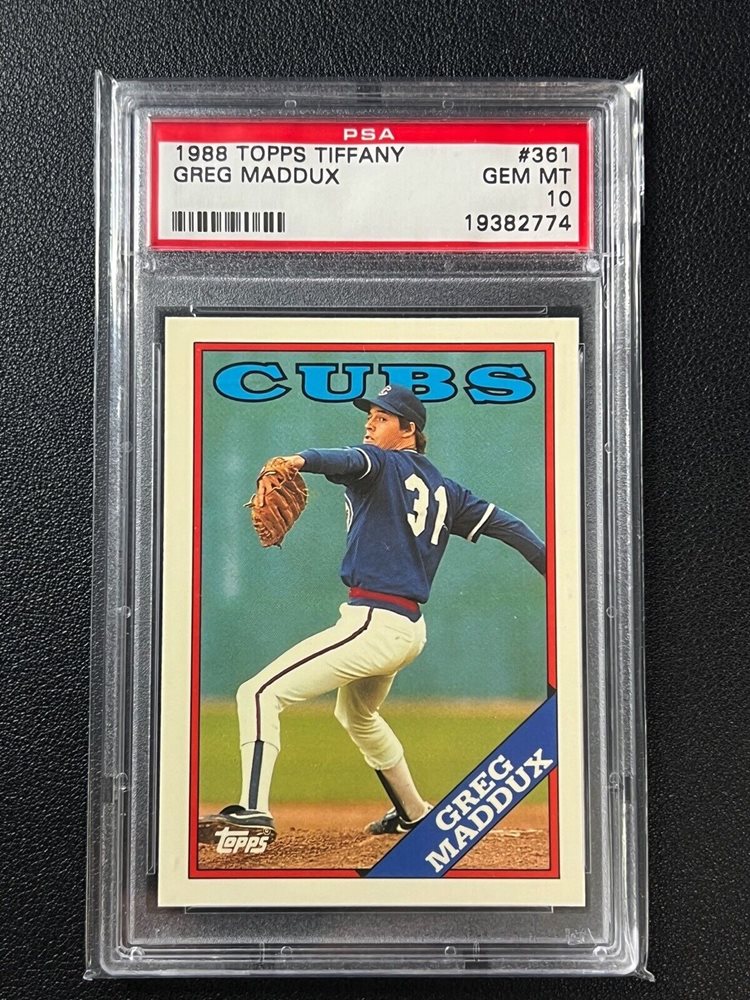 PSA
1988 TOPPS TIFFANY #361
GREG MADDUX GEM MT
10
19382774
CUBS
C
31
GREG
MADDUX
topps